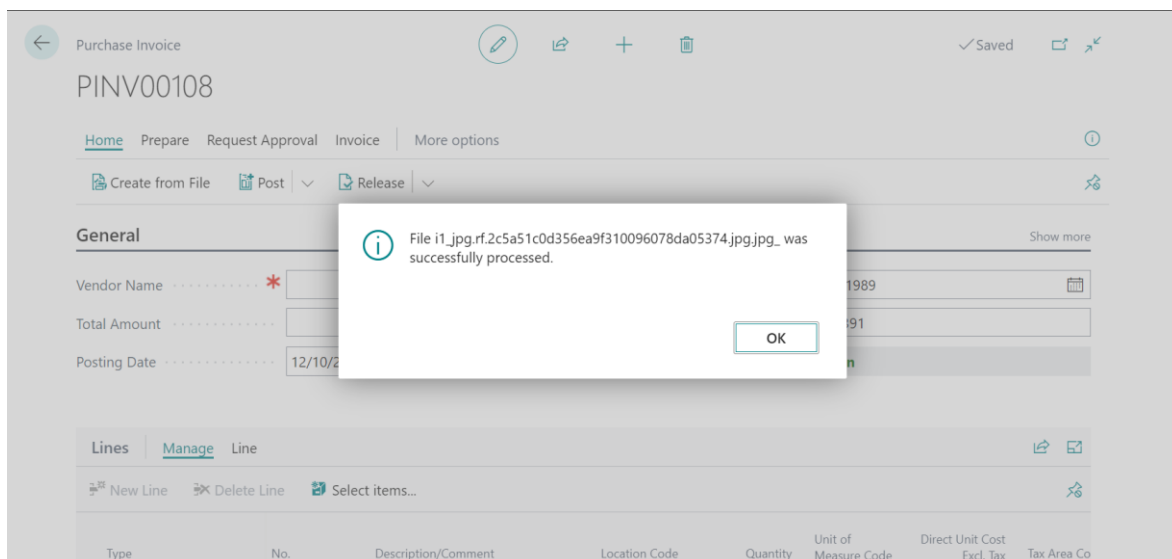 Purchase Invoice
Saved
PINV00108
Home Prepare Request Approval Invoice More options
Create from File Post Release
General
Show more
File i1_jpg.rf.2c5a51c0d356ea9f310096078da05374.jpg.jpg_ was
successfully processed.
OK
Vendor Name
1989
Total Amount
Posting Date 12/10/2
Lines Manage Line
New Line Delete Line Select items...
Type No. Description/Comment Location Code Quantity Unit of Measure Code Direct Unit Cost Excl. Tax Tax Area Co